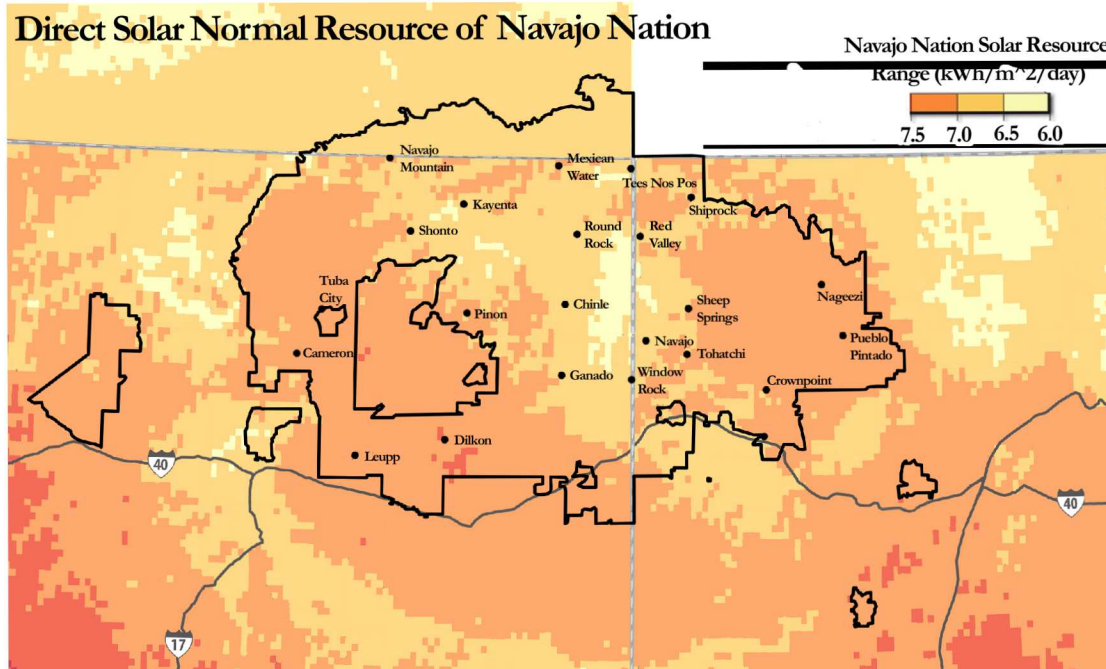 Direct Solar Normal Resource of Navajo Nation
Navajo Nation Solar Resource
Range (kWh/m^2/day)
7.5 7.0 6.5 6.0
Navajo
Mountain
Mexican
Water
Tees Nos Pos
Kayenta
Shiprock
Shonto
Round
Rock
Red
Valley
Tuba
City
Nageezi
Chinle
Sheep
Springs
Pinon
Navajo
Pueblo
Pintado
Cameron
Tohatchi
Ganado
Window
Rock
Crownpoint
Dilkon
Leupp
40
40
17